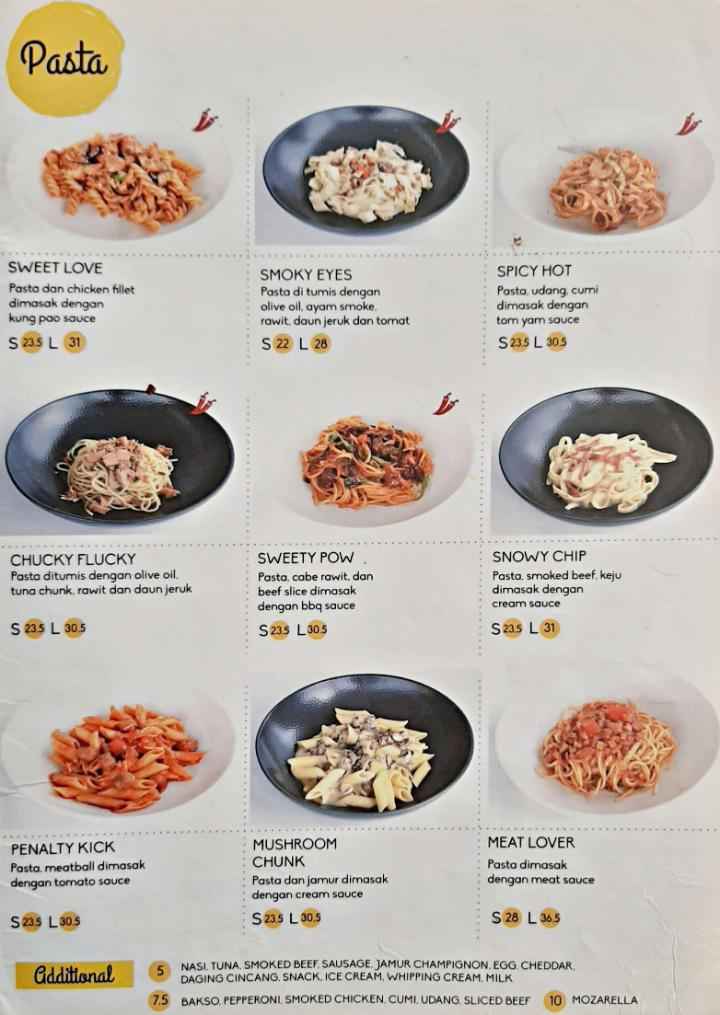 Pasta
SWEET LOVE
Pasta dan chicken fillet
dimasak dengan
kung pao sauce
S 23.5 L 31
SMOKY EYES
Pasta di tumis dengan
olive oil, ayam smoke,
rawit, daun jeruk dan tomat
S 22 L 28
SPICY HOT
Pasta, udang, cumi
dimasak dengan
tom yam sauce
S 23.5 L 30.5
CHUCKY FLUCKY
Pasta ditumis dengan olive oil,
tuna chunk, rawit dan daun jeruk
S 23.5 L 30.5
SWEETY POW
Pasta, cabe rawit, dan
beef slice dimasak
dengan bbq sauce
S 23.5 L 30.5
SNOWY CHIP
Pasta, smoked beef, keju
dimasak dengan
cream sauce
S 23.5 L 31
PENALTY KICK
Pasta, meatball dimasak
dengan tomato sauce
S 23.5 L 30.5
MUSHROOM
CHUNK
Pasta dan jamur dimasak
dengan cream sauce
S 23.5 L 30.5
MEAT LOVER
Pasta dimasak
dengan meat sauce
S 28 L 36.5
additional
5 NASI, TUNA, SMOKED BEEF, SAUSAGE, JAMUR CHAMPIGNON, EGG, CHEDDAR,
DAGING CINCANG, SNACK, ICE CREAM, WHIPPING CREAM, MILK
7.5 BAKSO, PEPPERONI, SMOKED CHICKEN, CUMI, UDANG, SLICED BEEF 10 MOZARELLA